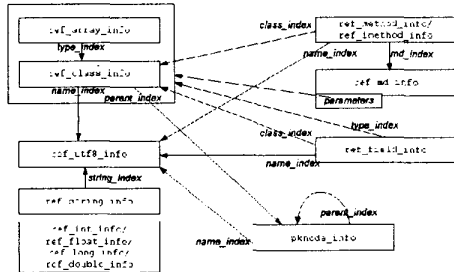 ref_array_info
type_index
ref_class_info
name_index
parent_index
ref_utf8_info
string_index
ref_string_info
ref_int_info/
ref_float_info/
ref_long_info/
ref_double_info
class_index
ref_method_info/
ref_imethod_info
name_index
md_index
ref_md_info
parameters
type_index
class_index
ref_field_info
name_index
parent_index
pknode_info
name_index